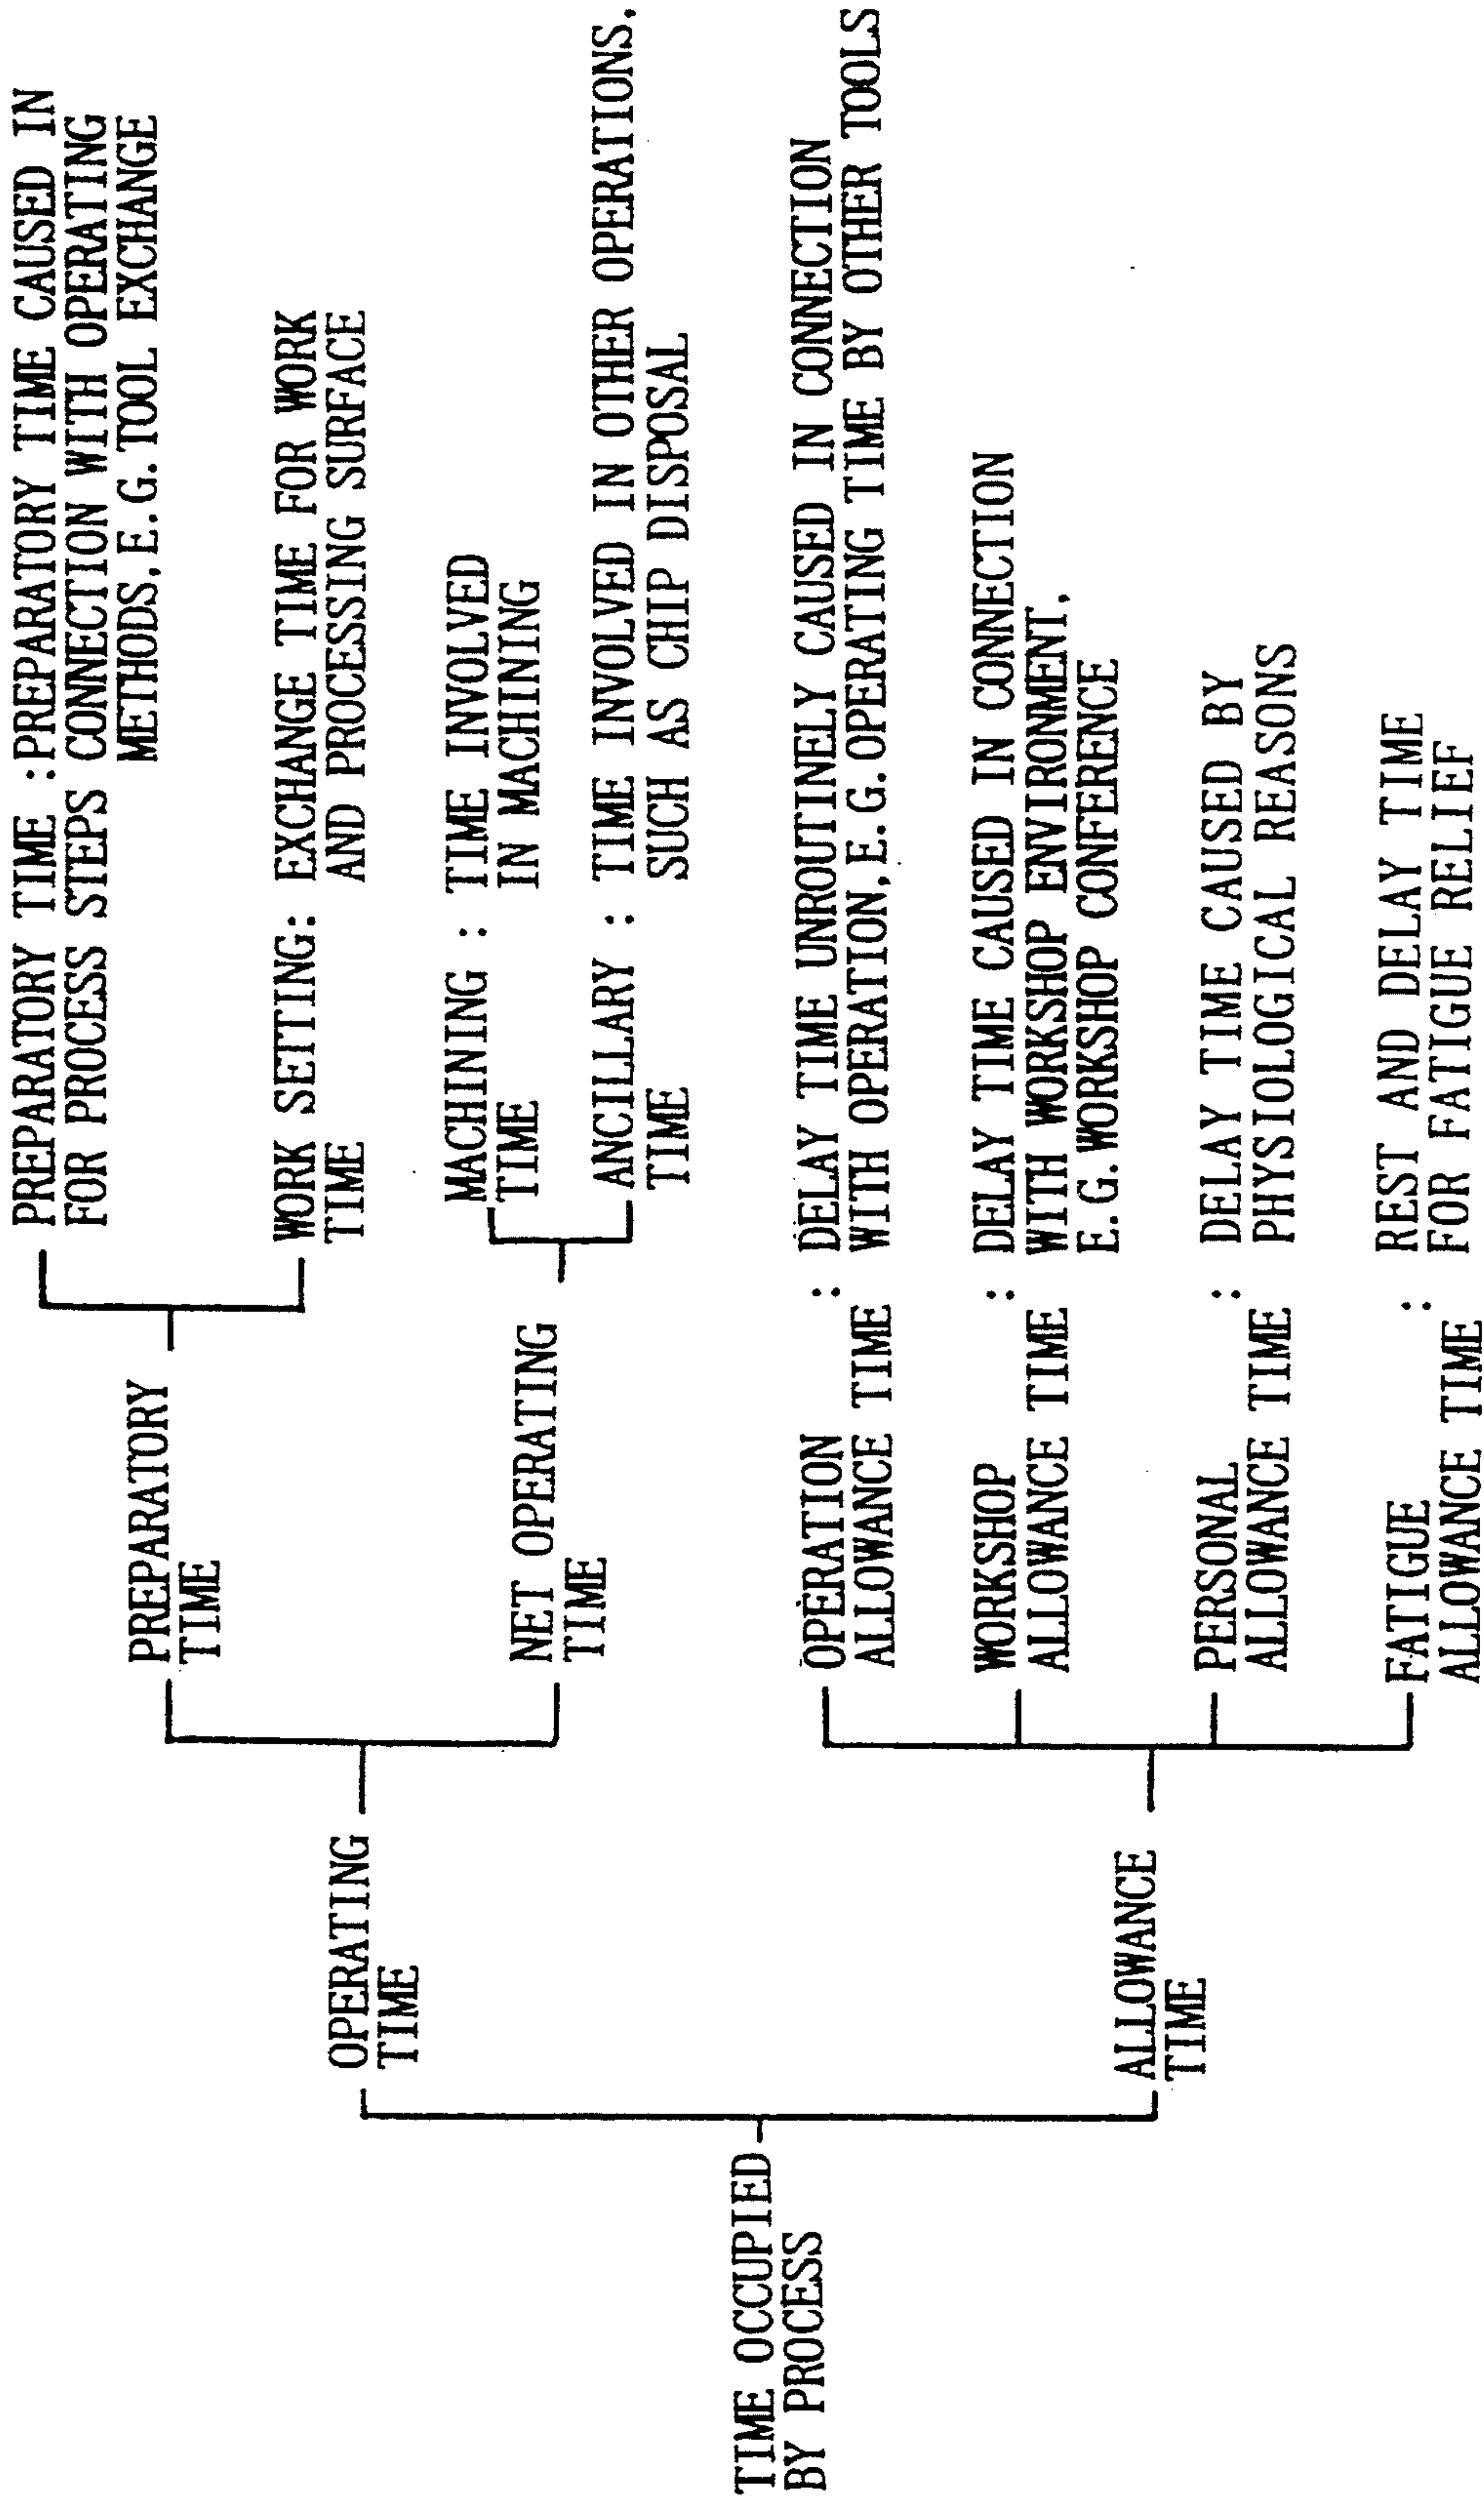 TIME OCCUPIED
BY PROCESS
OPERATING
TIME
PREPARATORY
TIME
PREPARATORY TIME :PREPARATORY TIME CAUSED IN
FOR PROCESS STEPS CONNECTION WITH OPERATING
METHODS, E. G. TOOL EXCHANGE
WORK SETTING: EXCHANGE TIME FOR WORK
TIME AND PROCESSING SURFACE
NET OPERATING
TIME
MACHINING : TIME INVOLVED
TIME IN MACHINING
ANCILLARY : TIME INVOLVED IN OTHER OPERATIONS,
TIME SUCH AS CHIP DISPOSAL
ALLOWANCE
TIME
OPERATION : DELAY TIME UNROUTINELY CAUSED IN CONNECTION
ALLOWANCE TIME WITH OPERATION, E. G. OPERATING TIME BY OTHER TOOLS
WORKSHOP : DELAY TIME CAUSED IN CONNECTION
ALLOWANCE TIME WITH WORKSHOP ENVIRONMENT,
E. G. WORKSHOP CONFERENCE
PERSONAL : DELAY TIME CAUSED BY
ALLOWANCE TIME PHYSIOLOGICAL REASONS
FATIGUE : REST AND DELAY TIME
ALLOWANCE TIME FOR FATIGUE RELIEF